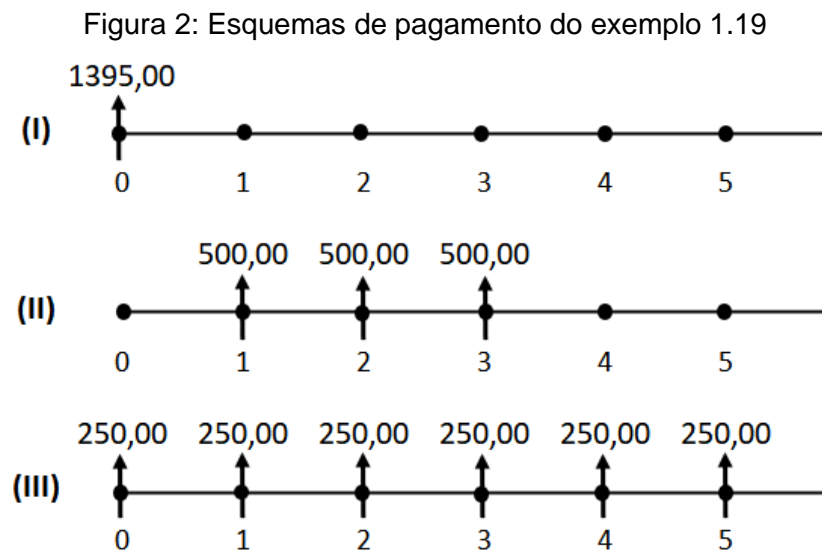 Figura 2: Esquemas de pagamento do exemplo 1.19
1395,00
(I)
0 1 2 3 4 5
500,00 500,00 500,00
(II)
0 1 2 3 4 5
250,00 250,00 250,00 250,00 250,00 250,00
(III)
0 1 2 3 4 5